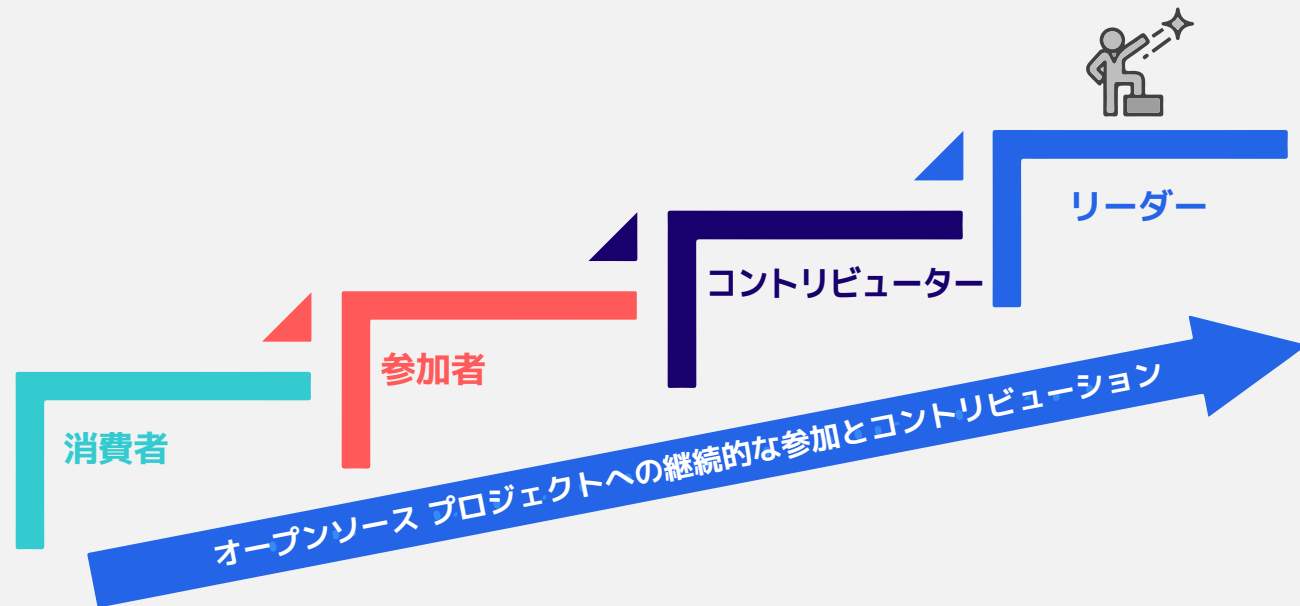 リーダー
コントリビューター
参加者
消費者
オープンソース プロジェクトへの継続的な参加とコントリビューション